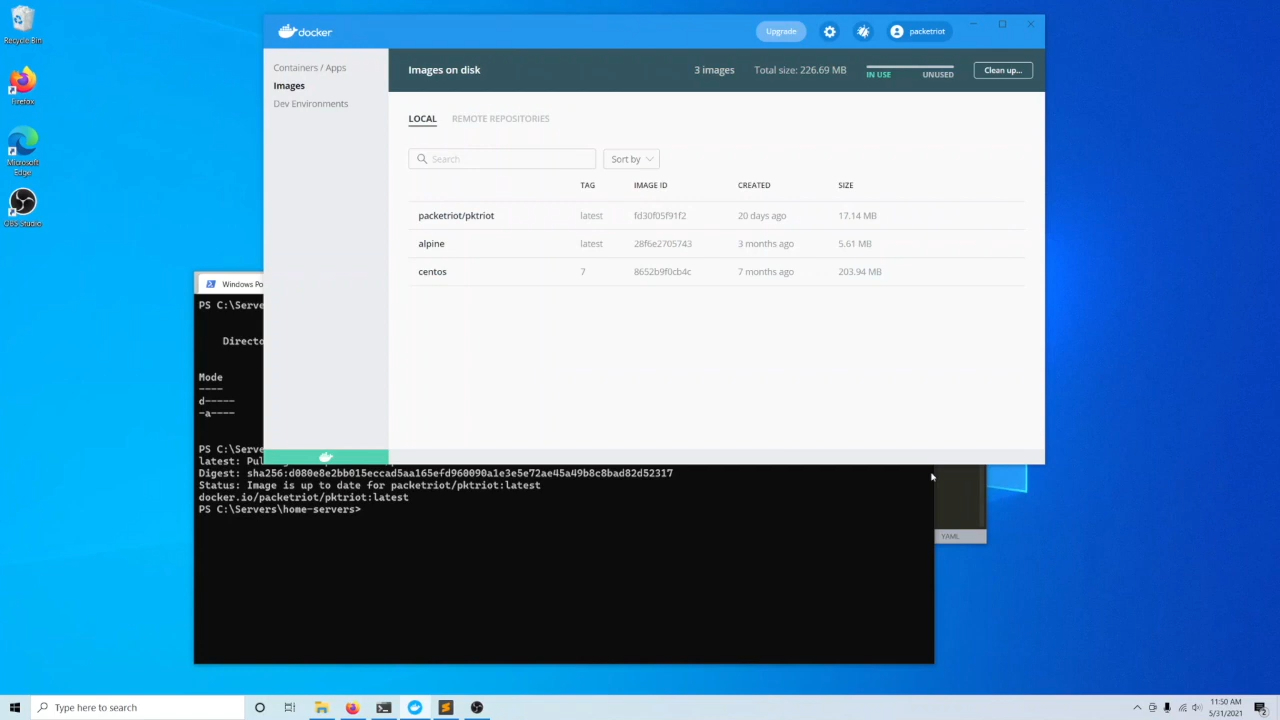 Recycle Bin
Firefox
Microsoft
Edge
OBS Studio
docker
Upgrade
packetriot
Containers / Apps
Images
Dev Environments
Images on disk
3 images
Total size: 226.69 MB
IN USE
UNUSED
Clean up...
LOCAL
REMOTE REPOSITORIES
Search
Sort by
TAG IMAGE ID CREATED SIZE
packetriot/pktriot latest fd30f05f91f2 20 days ago 17.14 MB
alpine latest 28f6e2705743 3 months ago 5.61 MB
centos 7 8652b9f0cb4c 7 months ago 203.94 MB
Windows Po
PS C:\Serve
Directo
Mode
----
d-----
-a----
PS C:\Serve
latest: Pul
Digest: sha256:d080e8e2bb015eccad5aa165efd960090a1e3e5e72ae45a49b8c8bad82d52317
Status: Image is up to date for packetriot/pktriot:latest
docker.io/packetriot/pktriot:latest
PS C:\Servers\home-servers>
YAML
Type here to search
11:50 AM
5/31/2021
2